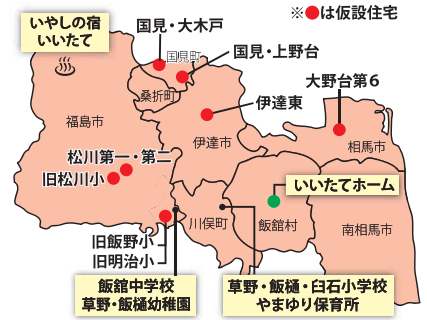 いやしの宿
いいたて
国見・大木戸
※●は仮設住宅
国見町
国見・上野台
桑折町
大野台第6
伊達東
福島市
伊達市
相馬市
松川第一・第二
旧松川小
いいたてホーム
川俣町
飯舘村
南相馬市
旧飯野小
旧明治小
飯舘中学校
草野・飯樋幼稚園
草野・飯樋・臼石小学校
やまゆり保育所